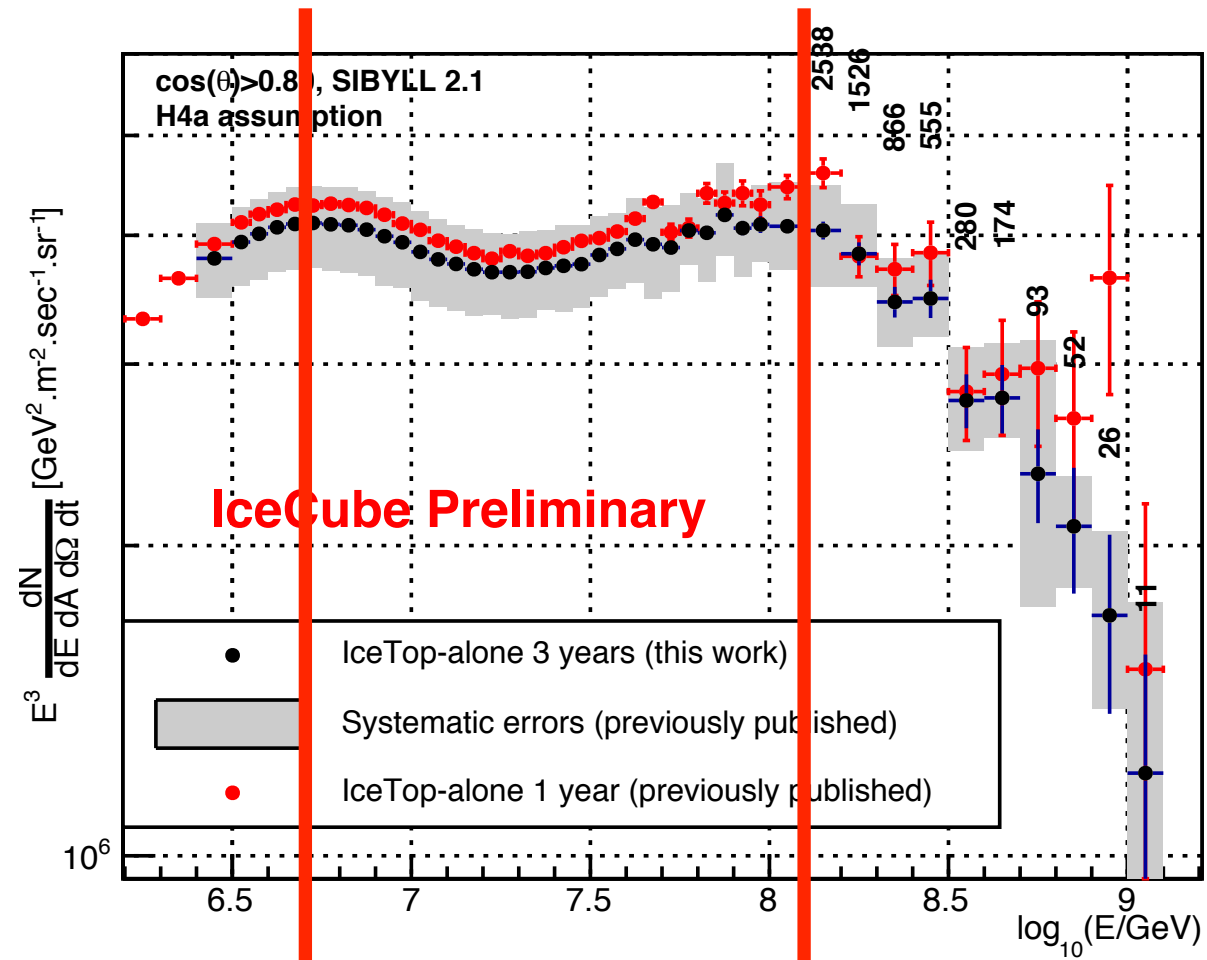 cos(θ)>0.80, SIBYLL 2.1
H4a assumption
2588
1526
866
555
280
174
93
52
26
11
E³ dN
dE dA dΩ dt [GeV².m⁻².sec⁻¹.sr⁻¹]
IceCube Preliminary
IceTop-alone 3 years (this work)
Systematic errors (previously published)
IceTop-alone 1 year (previously published)
10⁶
6.5 7 7.5 8 8.5 9
log₁₀(E/GeV)